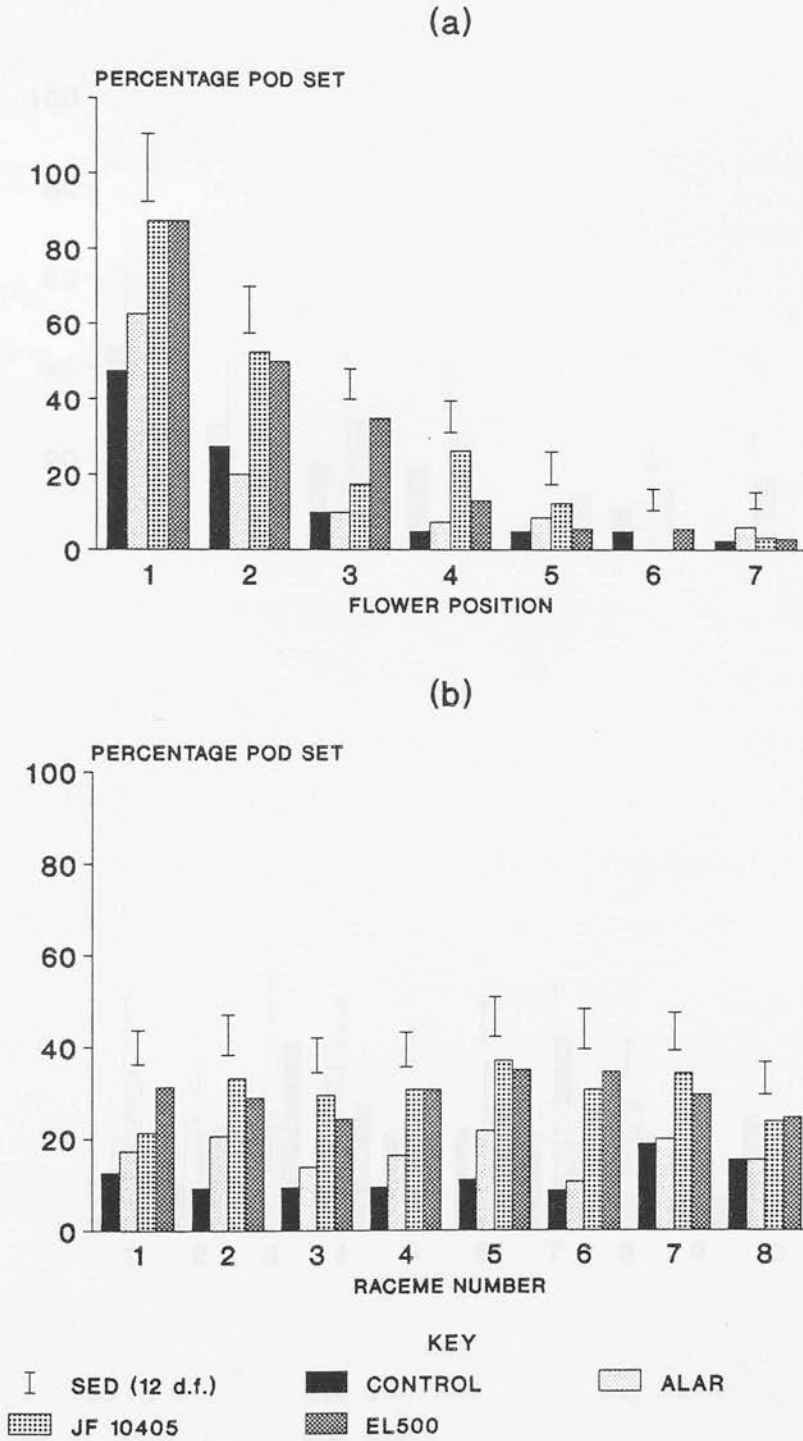 (a)
PERCENTAGE POD SET
100
80
60
40
20
0
1 2 3 4 5 6 7
FLOWER POSITION
(b)
PERCENTAGE POD SET
100
80
60
40
20
0
1 2 3 4 5 6 7 8
RACEME NUMBER
KEY
SED (12 d.f.) CONTROL ALAR
JF 10405 EL500